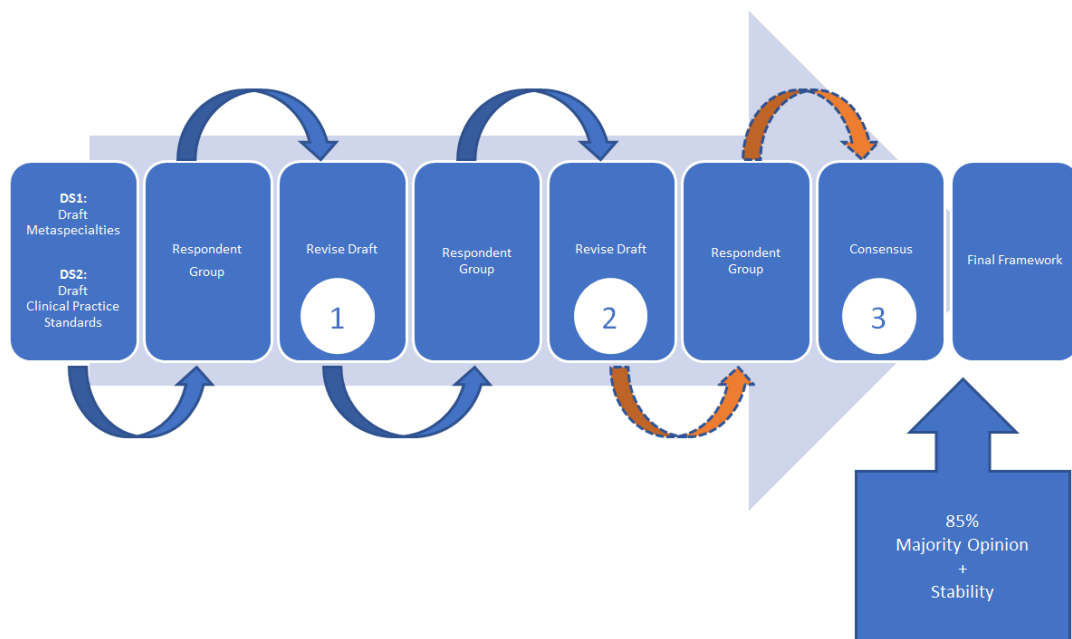 DS1:
Draft
Metaspecialties
DS2:
Draft
Clinical Practice
Standards
Respondent
Group
Revise Draft
1
Respondent
Group
Revise Draft
2
Respondent
Group
Consensus
3
Final Framework
85%
Majority Opinion
+
Stability